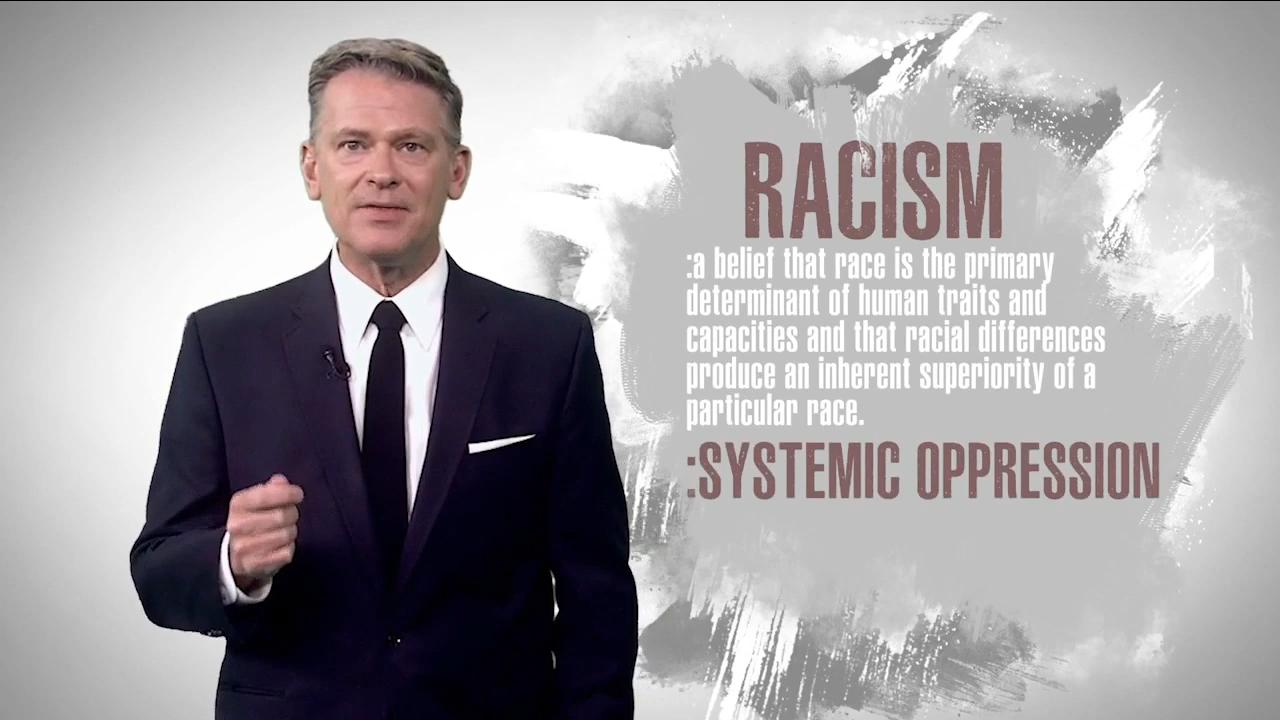 RACISM
:a belief that race is the primary
determinant of human traits and
capacities and that racial differences
produce an inherent superiority of a
particular race.
:SYSTEMIC OPPRESSION